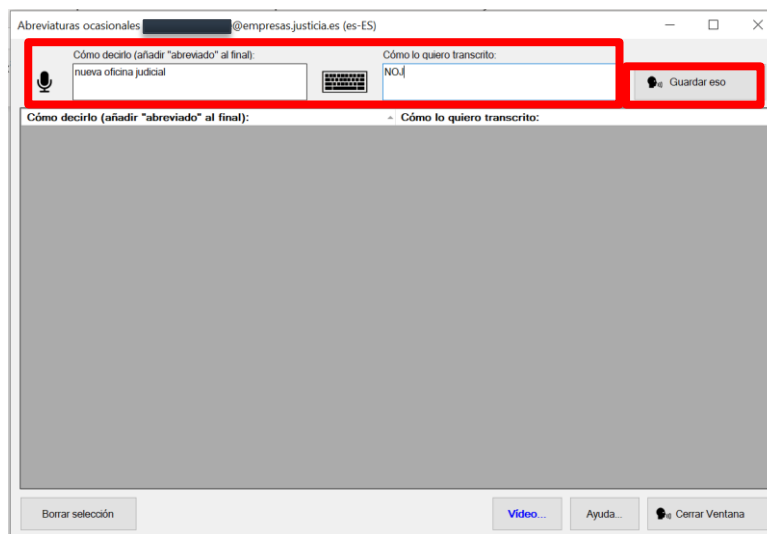 Abreviaturas ocasionales @empresas.justicia.es (es-ES)
Cómo decirlo (añadir "abreviado" al final): Cómo lo quiero transcrito:
nueva oficina judicial NOJ
Guardar eso
Cómo decirlo (añadir "abreviado" al final): Cómo lo quiero transcrito:
Borrar selección Vídeo... Ayuda... Cerrar Ventana